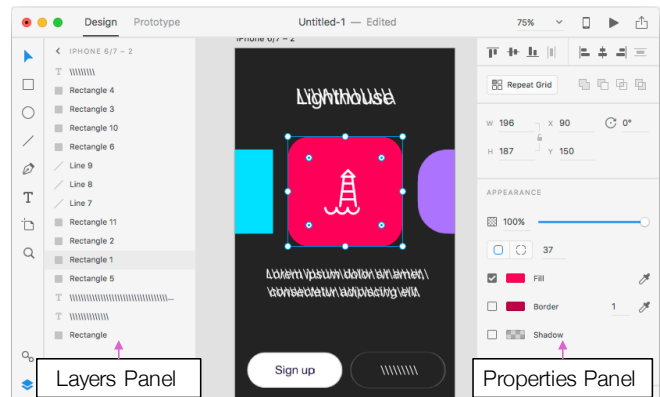 Design Prototype Untitled-1 — Edited 75%
IPHONE 6/7 – 2
T \\\\\\\\\
Rectangle 4
Rectangle 3
Rectangle 10
Rectangle 6
Line 9
Line 8
Line 7
Rectangle 11
Rectangle 2
Rectangle 1
Rectangle 5
Rectangle
Layers Panel
iPhone 6/7 – 2
Lighthouse
Lorem ipsum dolor sit amet,
consectetur adipiscing elit
Sign up
Repeat Grid
W 196 X 90 0°
H 187 Y 150
APPEARANCE
100%
37
Fill
Border 1
Shadow
Properties Panel